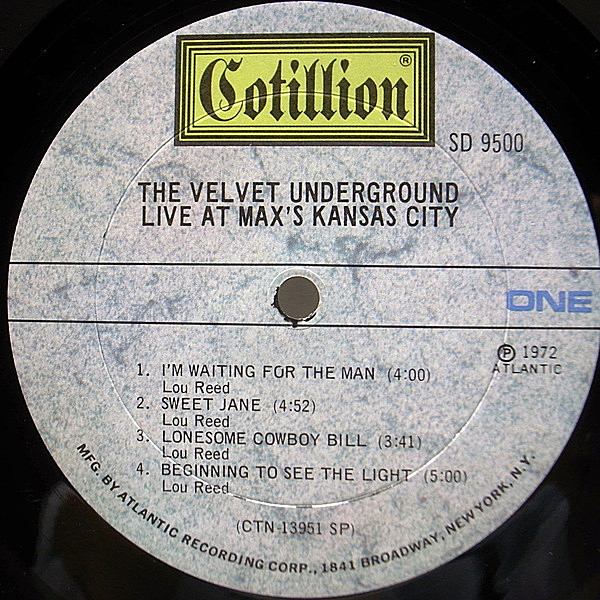 Cotillion®
SD 9500
THE VELVET UNDERGROUND
LIVE AT MAX'S KANSAS CITY
ONE
℗ 1972
ATLANTIC
1. I'M WAITING FOR THE MAN (4:00)
Lou Reed
2. SWEET JANE (4:52)
Lou Reed
3. LONESOME COWBOY BILL (3:41)
Lou Reed
4. BEGINNING TO SEE THE LIGHT (5:00)
Lou Reed
(CTN 13951 SP)
MFG. BY ATLANTIC RECORDING CORP., 1841 BROADWAY, NEW YORK, N.Y.